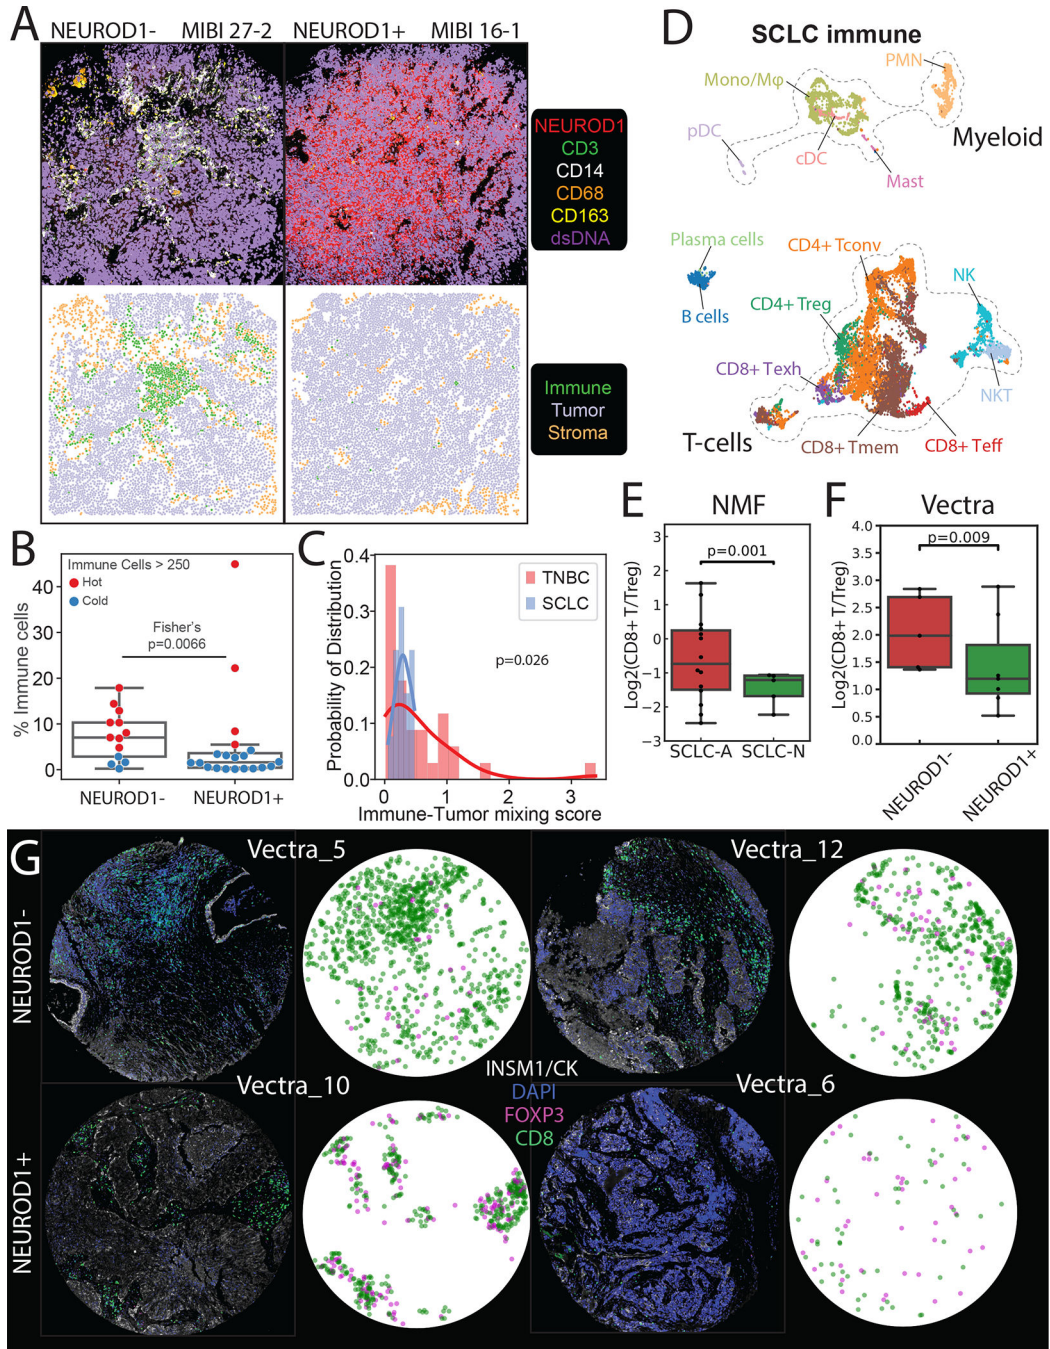 A
NEUROD1- MIBI 27-2
NEUROD1+ MIBI 16-1
NEUROD1
CD3
CD14
CD68
CD163
dsDNA
Immune
Tumor
Stroma
D
SCLC immune
PMN
Mono/Mφ
pDC
cDC
Mast
Myeloid
Plasma cells
B cells
CD4+ Tconv
NK
CD4+ Treg
CD8+ Texh
NKT
T-cells
CD8+ Tmem
CD8+ Teff
B
Immune Cells > 250
Hot
Cold
Fisher's
p=0.0066
% Immune cells
40
30
20
10
0
NEUROD1-
NEUROD1+
C
Probability of Distribution
0.4
0.3
0.2
0.1
0.0
TNBC
SCLC
p=0.026
0 1 2 3
Immune-Tumor mixing score
E
NMF
Log2(CD8+ T/Treg)
3
2
1
0
−1
−2
−3
p=0.001
SCLC-A SCLC-N
F
Vectra
Log2(CD8+ T/Treg)
4.0
3.5
3.0
2.5
2.0
1.5
1.0
0.5
0.0
p=0.009
NEUROD1-
NEUROD1+
G
NEUROD1-
Vectra_5
Vectra_12
INSM1/CK
DAPI
FOXP3
CD8
NEUROD1+
Vectra_10
Vectra_6